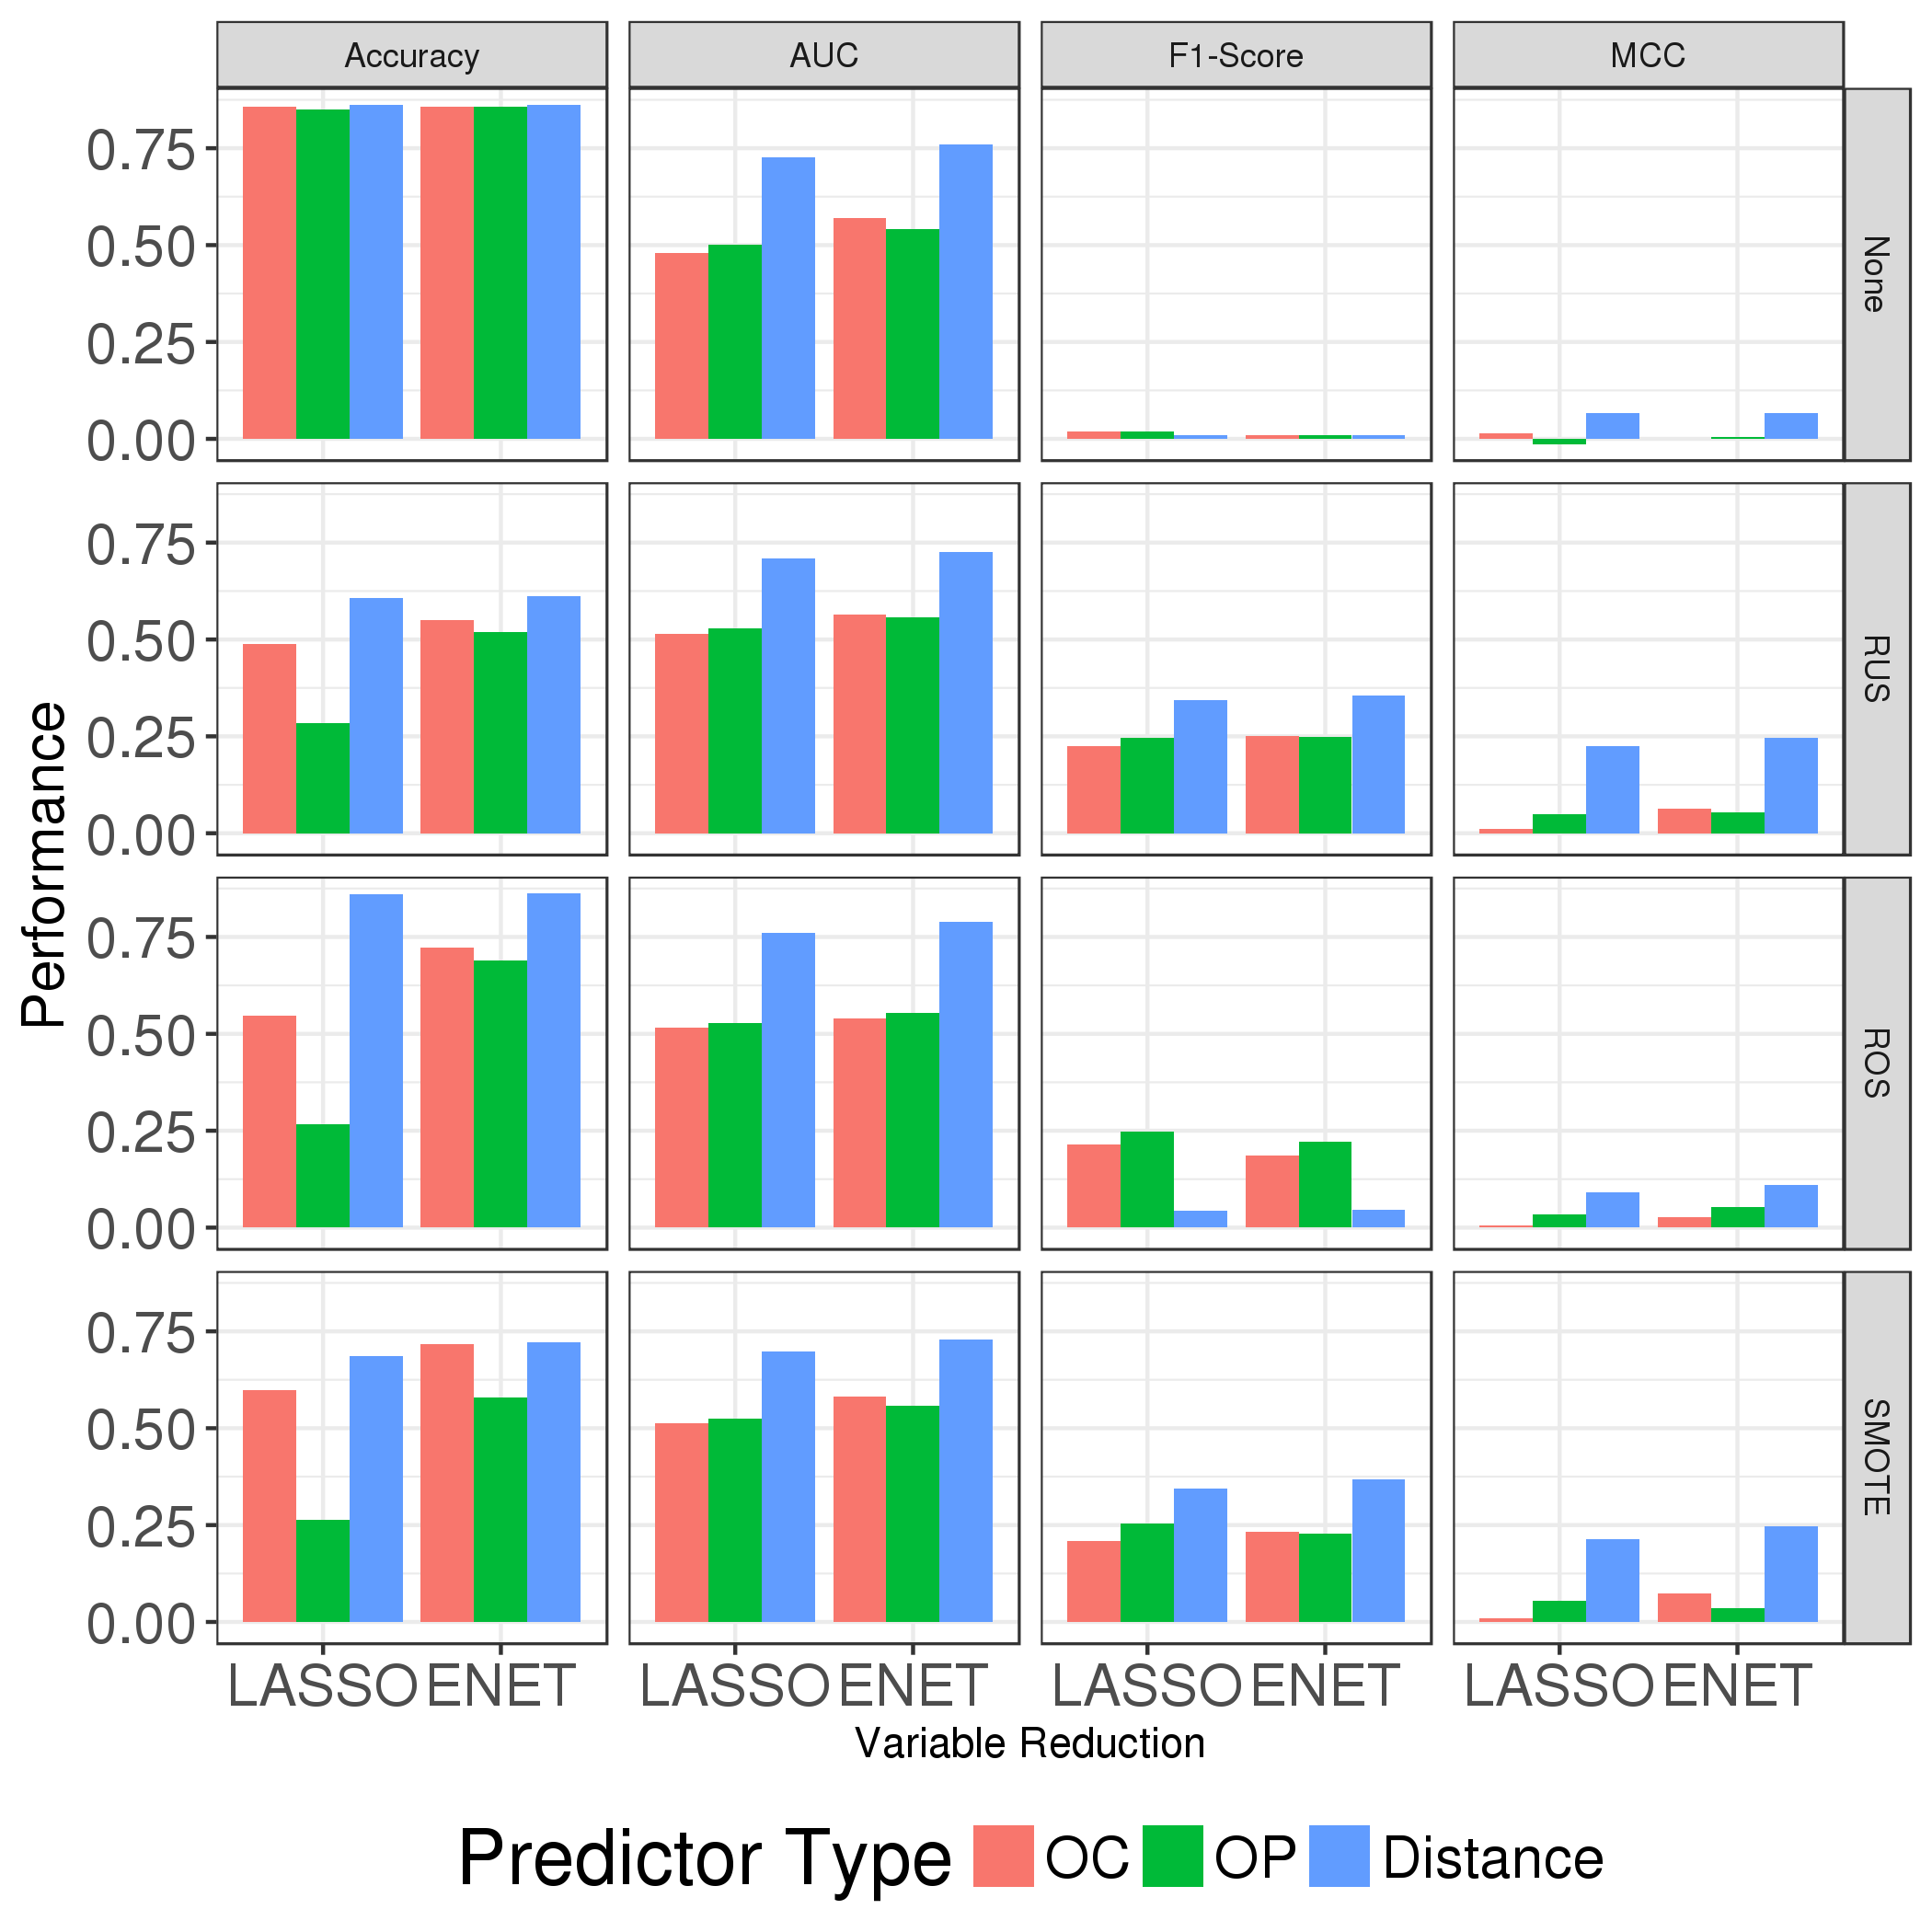 Accuracy AUC F1-Score MCC
0.75
0.50
0.25
0.00
None
0.75
0.50
0.25
0.00
RUS
Performance
0.75
0.50
0.25
0.00
ROS
0.75
0.50
0.25
0.00
SMOTE
LASSO ENET LASSO ENET LASSO ENET LASSO ENET
Variable Reduction
Predictor Type OC OP Distance